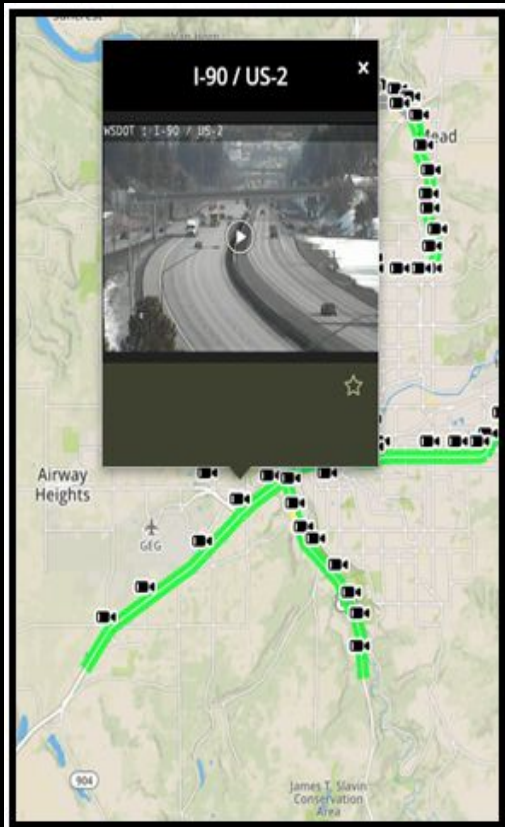 I-90 / US-2
x
WSDOT : I-90 / US-2
Mead
Airway
Heights
GEG
904
James T. Slavin
Conservation
Area